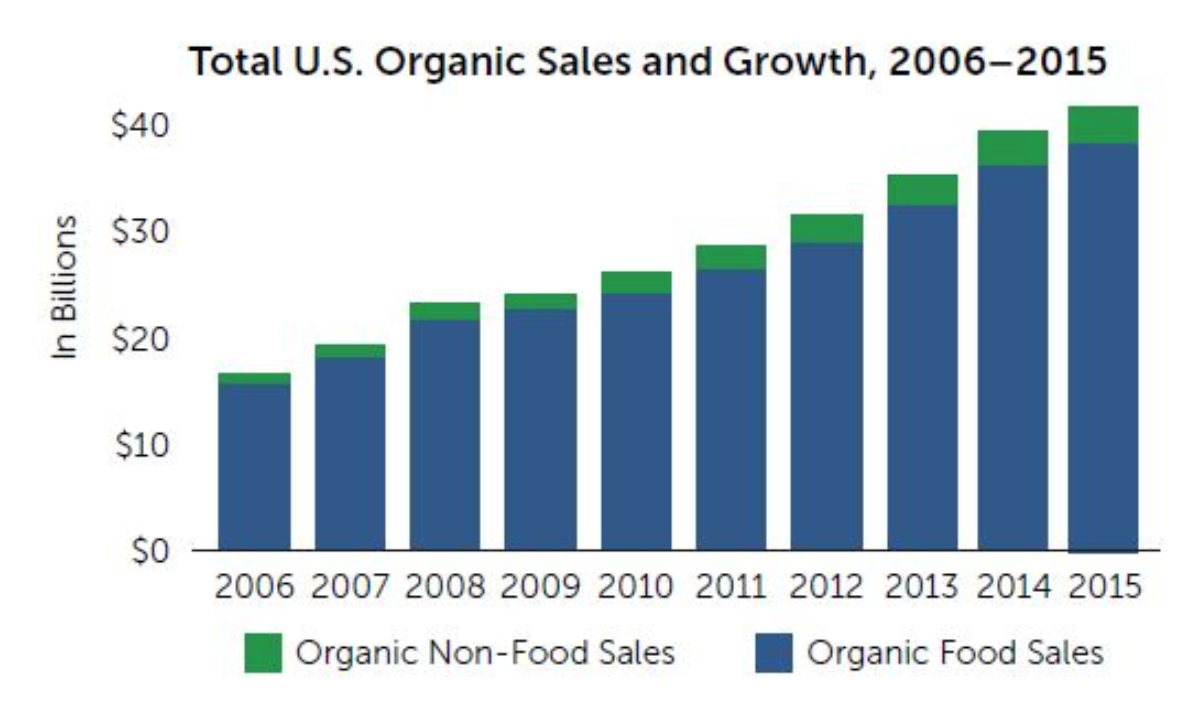 Total U.S. Organic Sales and Growth, 2006–2015
$40
$30
$20
$10
$0
In Billions
2006 2007 2008 2009 2010 2011 2012 2013 2014 2015
Organic Non-Food Sales
Organic Food Sales